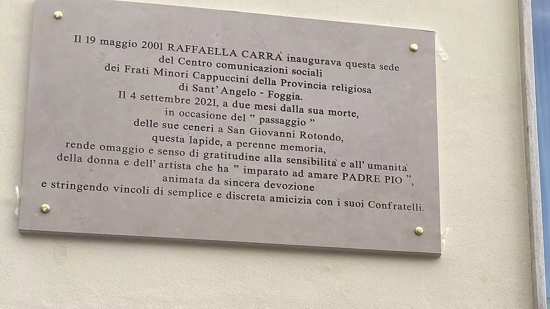 Il 19 maggio 2001 RAFFAELLA CARRA' inaugurava questa sede
del Centro comunicazioni sociali
dei Frati Minori Cappuccini della Provincia religiosa
di Sant' Angelo - Foggia.
Il 4 settembre 2021, a due mesi dalla sua morte,
in occasione del " passaggio "
delle sue ceneri a San Giovanni Rotondo,
questa lapide, a perenne memoria,
rende omaggio e senso di gratitudine alla sensibilita' e all' umanita'
della donna e dell' artista che ha " imparato ad amare PADRE PIO ",
animata da sincera devozione
e stringendo vincoli di semplice e discreta amicizia con i suoi Confratelli.